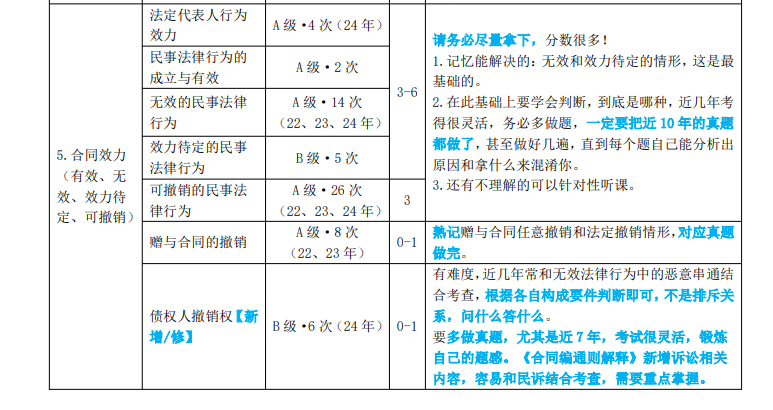 5.合同效力
（有效、无
效、效力待
定、可撤销）
法定代表人行为
效力
A 级·4 次（24 年）
民事法律行为的
成立与有效
A 级·2 次
无效的民事法律
行为
A 级·14 次
（22、23、24 年）
效力待定的民事
法律行为
B 级·5 次
3-6
可撤销的民事法
律行为
A 级·26 次
（22、23、24 年）
3
请务必尽量拿下，分数很多！
1.记忆能解决的：无效和效力待定的情形，这是最
基础的。
2.在此基础上要学会判断，到底是哪种，近几年考
得很灵活，务必多做题，一定要把近 10 年的真题
都做了，甚至做好几遍，直到每个题自己能分析出
原因和拿什么来混淆你。
3.还有不理解的可以针对性听课。
赠与合同的撤销
A 级·8 次
（22、23 年）
0-1
熟记赠与合同任意撤销和法定撤销情形，对应真题
做完。
债权人撤销权【新
增/修】
B 级·6 次（24 年）
0-1
有难度，近几年常和无效法律行为中的恶意串通结
合考查，根据各自构成要件判断即可，不是排斥关
系，问什么答什么。
要多做真题，尤其是近 7 年，考试很灵活，锻炼
自己的题感。《合同编通则解释》新增诉讼相关
内容，容易和民诉结合考查，需要重点掌握。